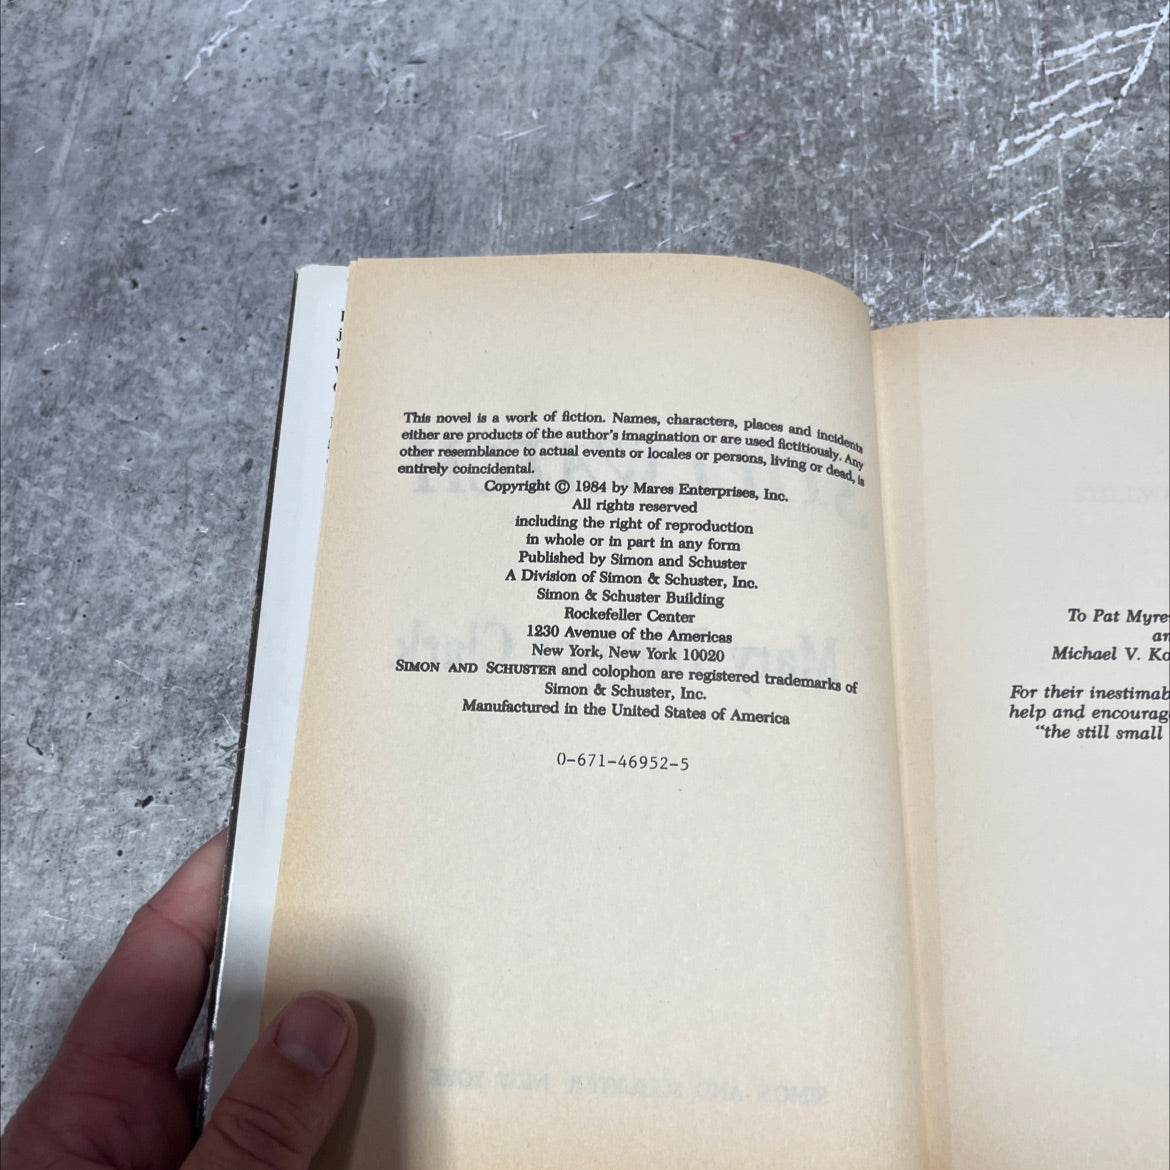 This novel is a work of fiction. Names, characters, places and incidents
either are products of the author's imagination or are used fictitiously. Any
other resemblance to actual events or locales or persons, living or dead, is
entirely coincidental.
Copyright © 1984 by Mares Enterprises, Inc.
All rights reserved
including the right of reproduction
in whole or in part in any form
Published by Simon and Schuster
A Division of Simon & Schuster, Inc.
Simon & Schuster Building
Rockefeller Center
1230 Avenue of the Americas
New York, New York 10020
SIMON AND SCHUSTER and colophon are registered trademarks of
Simon & Schuster, Inc.
Manufactured in the United States of America
0-671-46952-5
To Pat Myre
an
Michael V. Ko
For their inestimab
help and encourag
"the still small